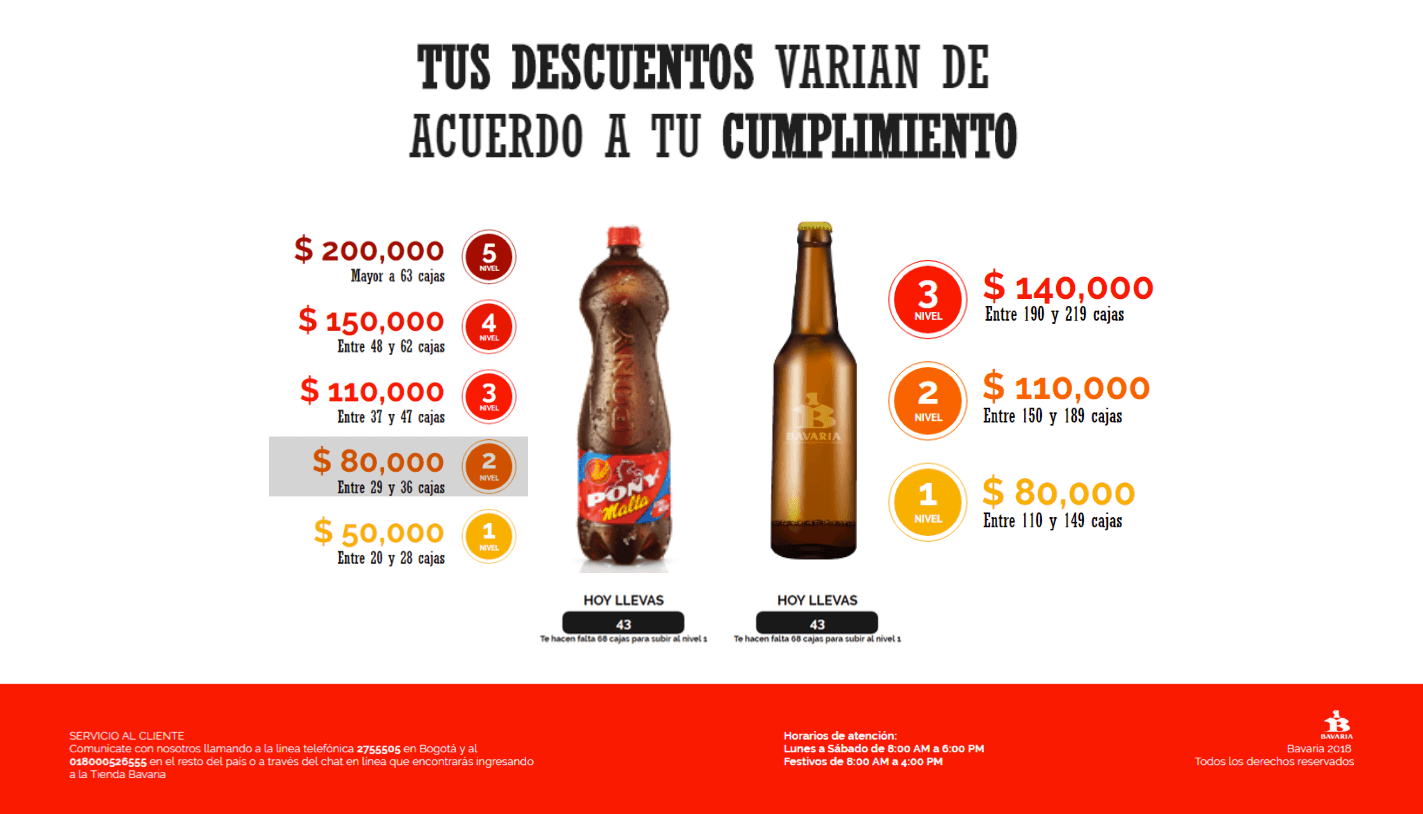 TUS DESCUENTOS VARIAN DE
ACUERDO A TU CUMPLIMIENTO
$ 200,000
Mayor a 63 cajas
5
NIVEL
$ 150,000
Entre 48 y 62 cajas
4
NIVEL
$ 110,000
Entre 37 y 47 cajas
3
NIVEL
$ 80,000
Entre 29 y 36 cajas
2
NIVEL
$ 50,000
Entre 20 y 28 cajas
1
NIVEL
PONY
PONY
Malta
BAVARIA
3
NIVEL
$ 140,000
Entre 190 y 219 cajas
2
NIVEL
$ 110,000
Entre 150 y 189 cajas
1
NIVEL
$ 80,000
Entre 110 y 149 cajas
HOY LLEVAS
43
Te hacen falta 68 cajas para subir al nivel 1
HOY LLEVAS
43
Te hacen falta 68 cajas para subir al nivel 1
SERVICIO AL CLIENTE
Comunicate con nosotros llamando a la linea telefónica 2755505 en Bogotá y al
018000526555 en el resto del país o a través del chat en línea que encontrarás ingresando
a la Tienda Bavaria
Horarios de atención:
Lunes a Sábado de 8:00 AM a 6:00 PM
Festivos de 8:00 AM a 4:00 PM
BAVARIA
Bavaria 2018
Todos los derechos reservados